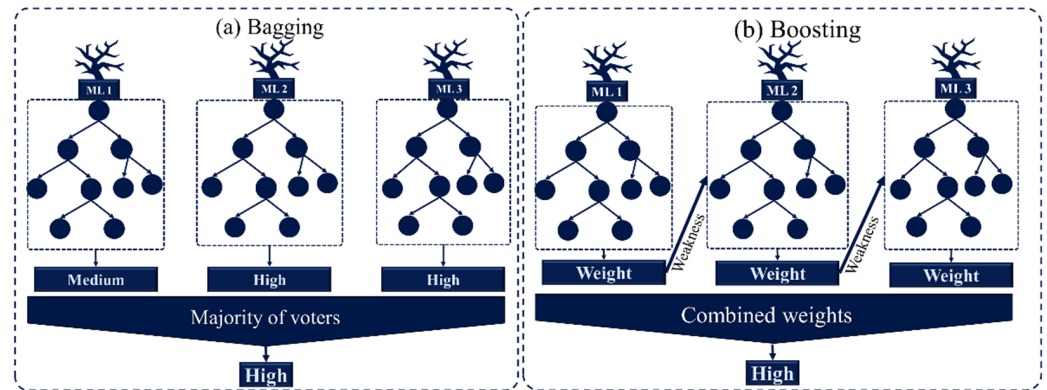 (a) Bagging
ML 1
ML 2
ML 3
Medium
High
High
Majority of voters
High
(b) Boosting
ML 1
ML 2
ML 3
Weakness
Weakness
Weight
Weight
Weight
Combined weights
High